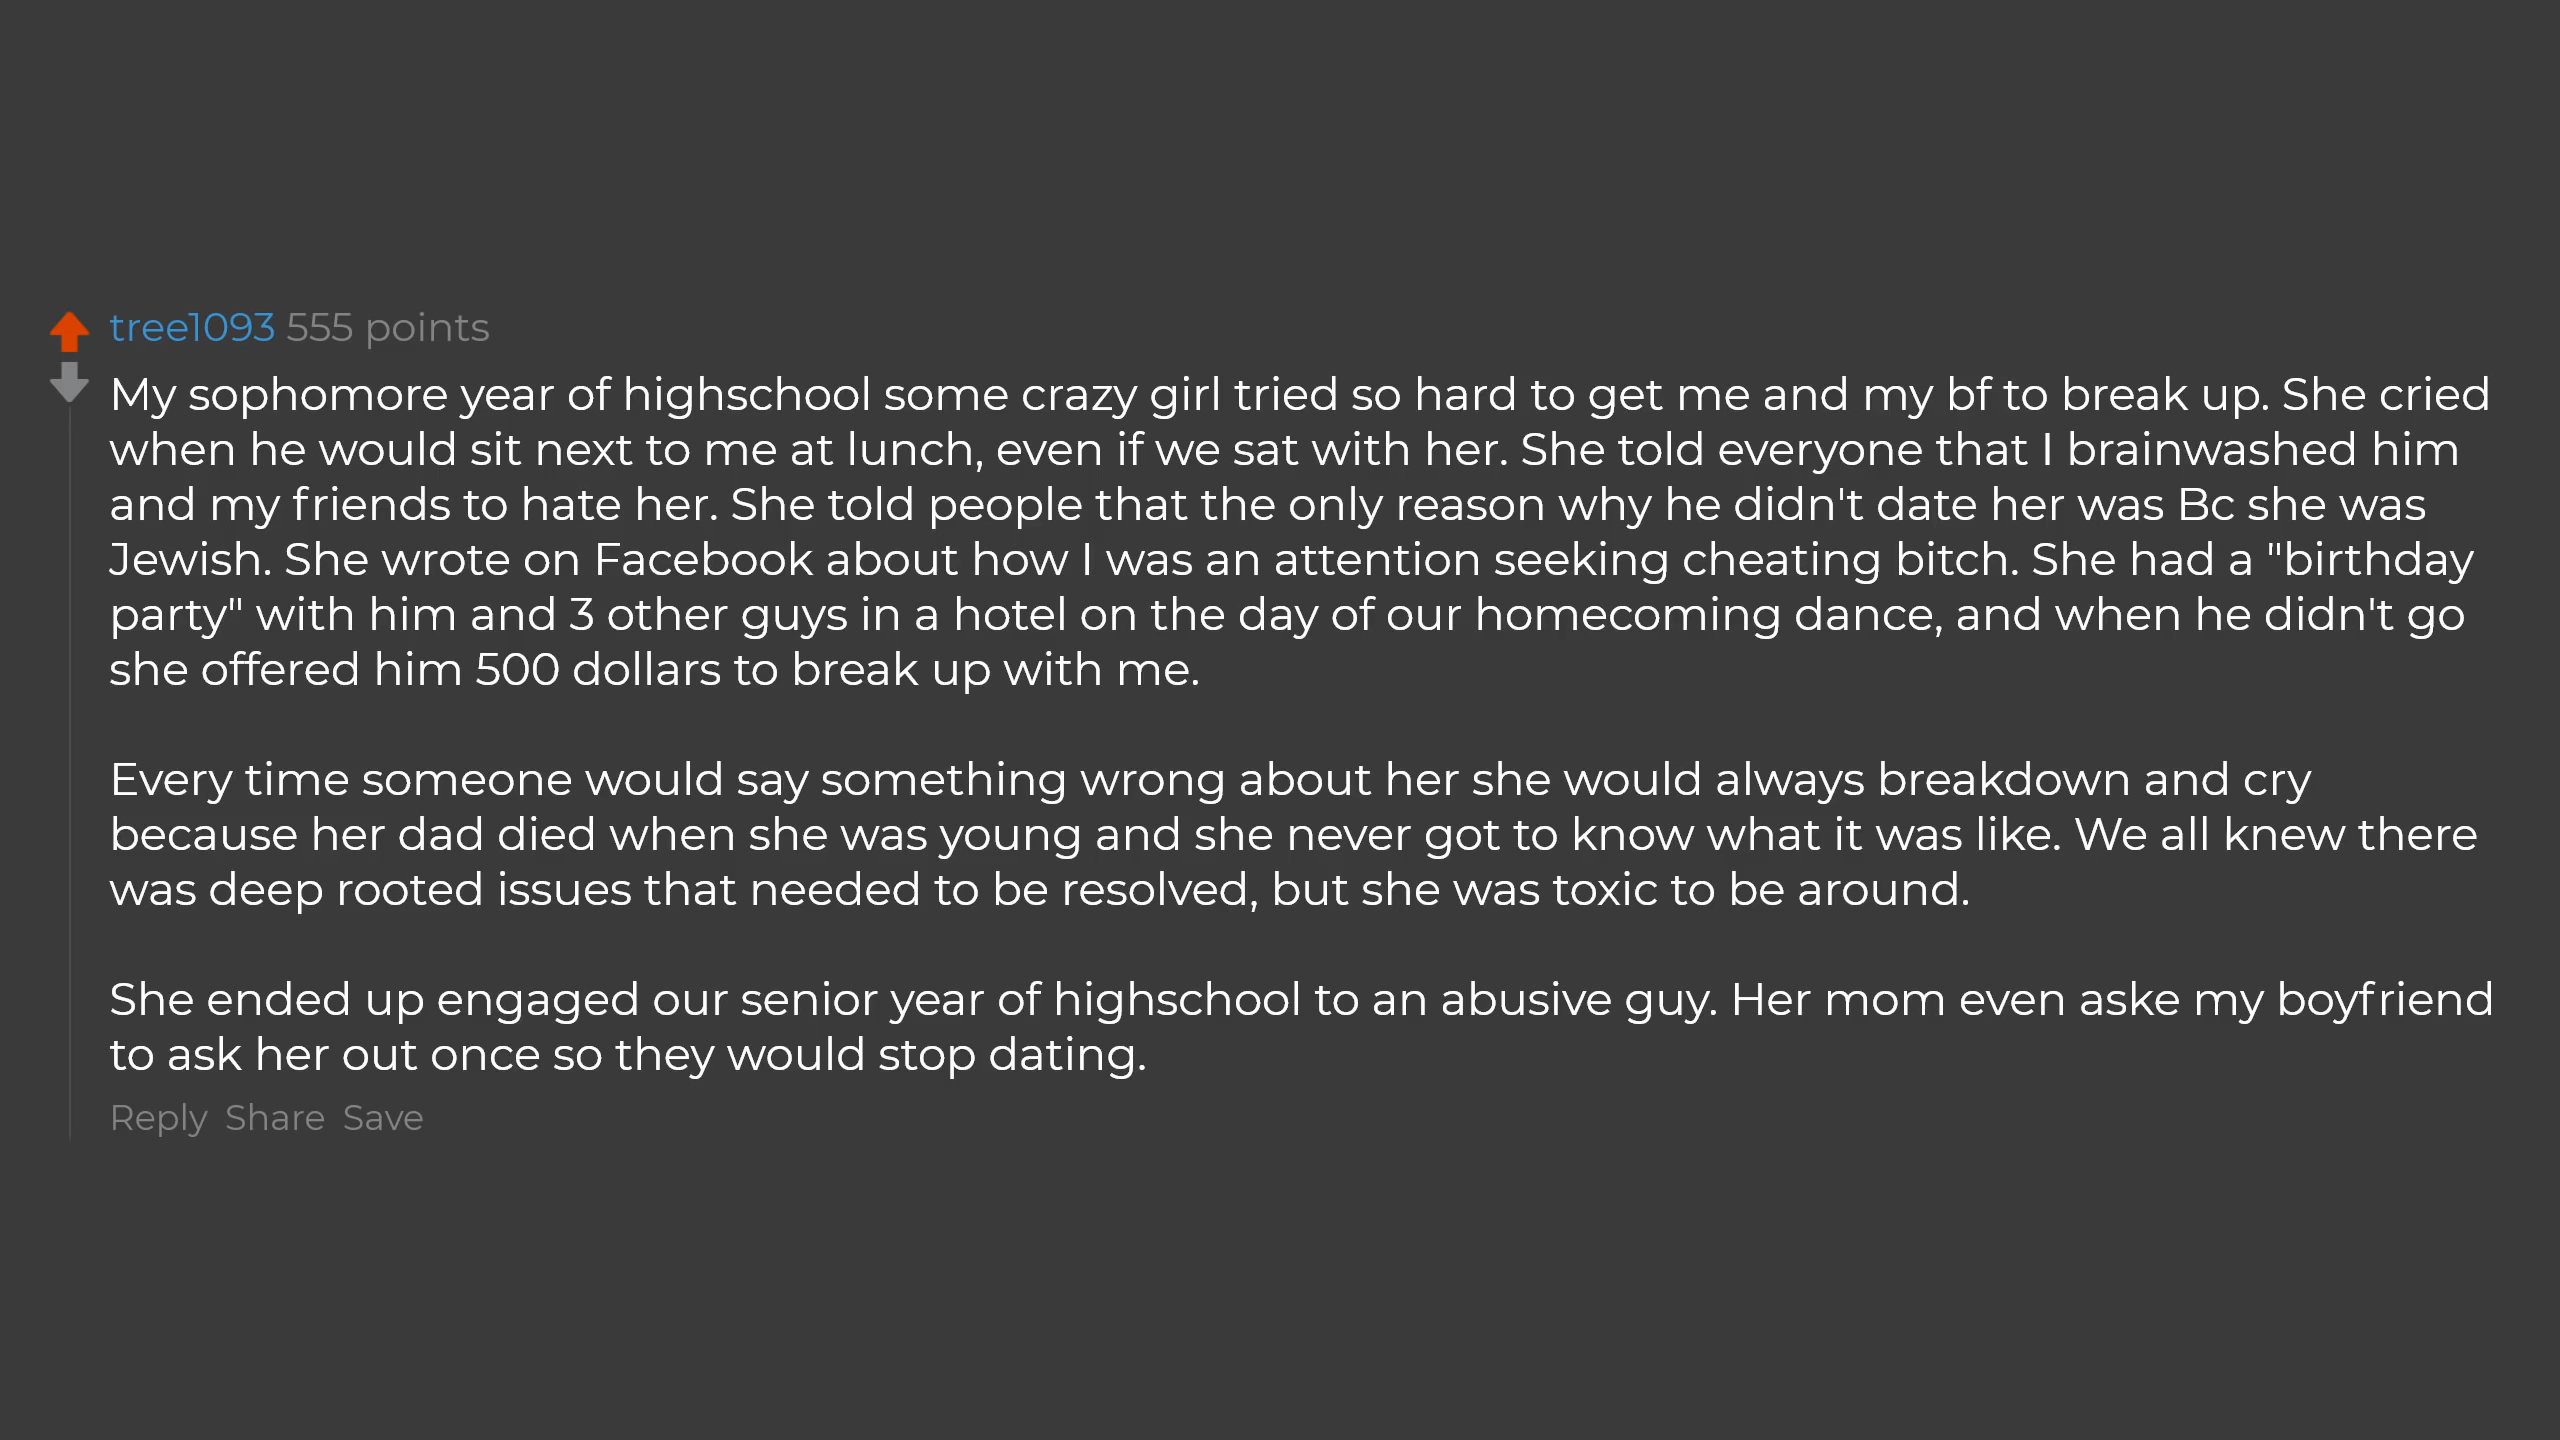 tree1093 555 points
My sophomore year of highschool some crazy girl tried so hard to get me and my bf to break up. She cried
when he would sit next to me at lunch, even if we sat with her. She told everyone that I brainwashed him
and my friends to hate her. She told people that the only reason why he didn't date her was Bc she was
Jewish. She wrote on Facebook about how I was an attention seeking cheating bitch. She had a "birthday
party" with him and 3 other guys in a hotel on the day of our homecoming dance, and when he didn't go
she offered him 500 dollars to break up with me.
Every time someone would say something wrong about her she would always breakdown and cry
because her dad died when she was young and she never got to know what it was like. We all knew there
was deep rooted issues that needed to be resolved, but she was toxic to be around.
She ended up engaged our senior year of highschool to an abusive guy. Her mom even aske my boyfriend
to ask her out once so they would stop dating.
Reply Share Save